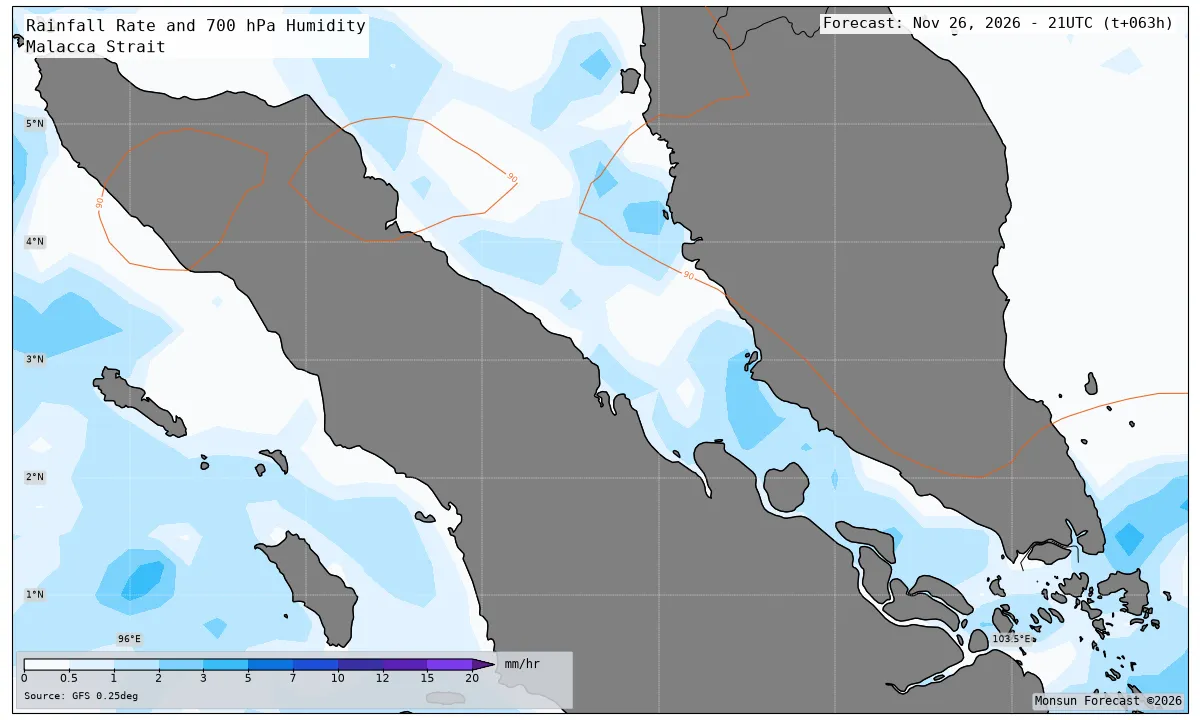 Rainfall Rate and 700 hPa Humidity
Malacca Strait
Forecast: Nov 26, 2026 - 21UTC (t+063h)
5°N
90
90
4°N
90
3°N
2°N
1°N
96°E
103.5°E
mm/hr
0 0.5 1 2 3 5 7 10 12 15 20
Source: GFS 0.25deg
Monsun Forecast ©2026